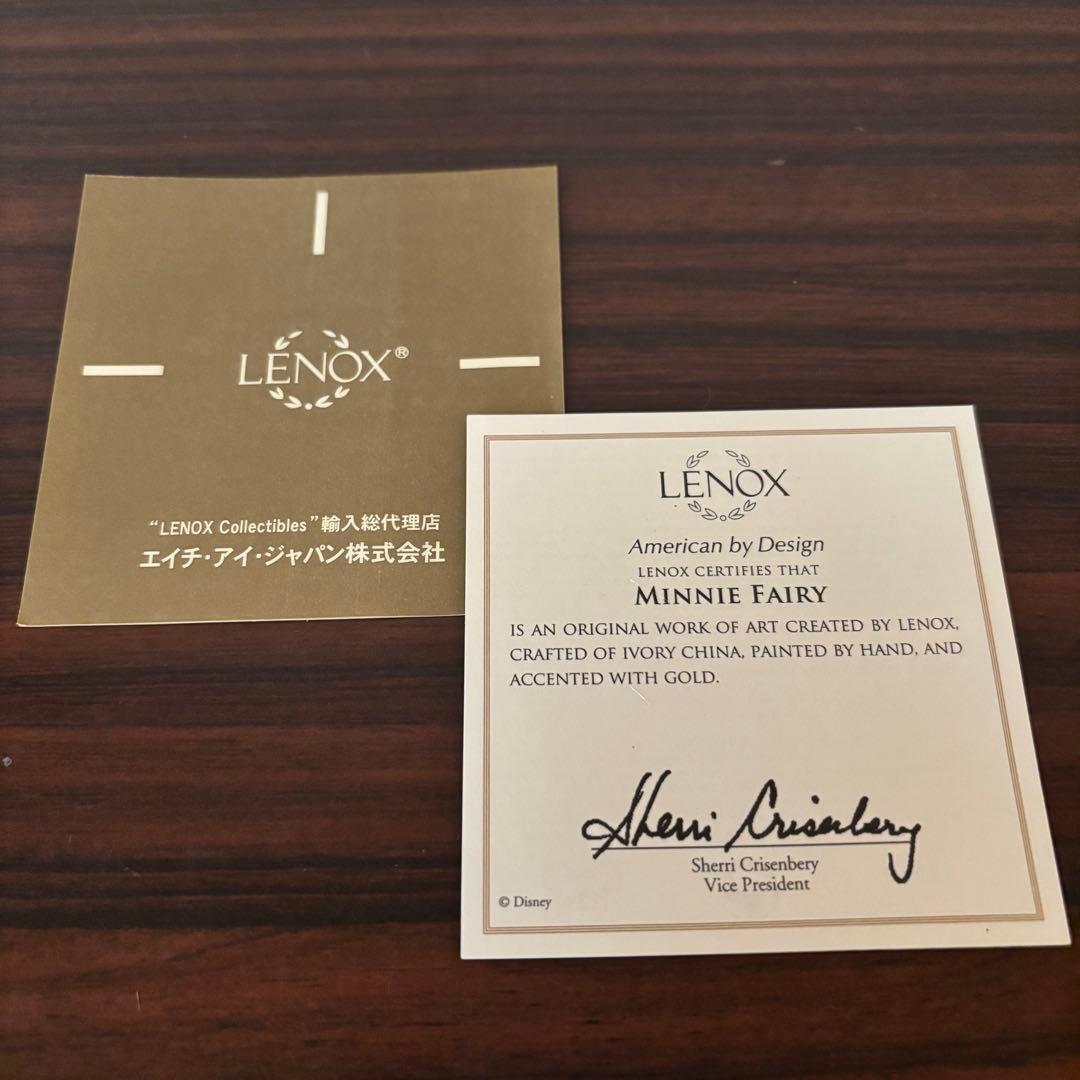 LENOX®
“LENOX Collectibles”輸入総代理店
エイチ・アイ・ジャパン株式会社
LENOX
American by Design
LENOX CERTIFIES THAT
MINNIE FAIRY
IS AN ORIGINAL WORK OF ART CREATED BY LENOX,
CRAFTED OF IVORY CHINA, PAINTED BY HAND, AND
ACCENTED WITH GOLD.
Sherri Crisenbery
Sherri Crisenbery
Vice President
© Disney